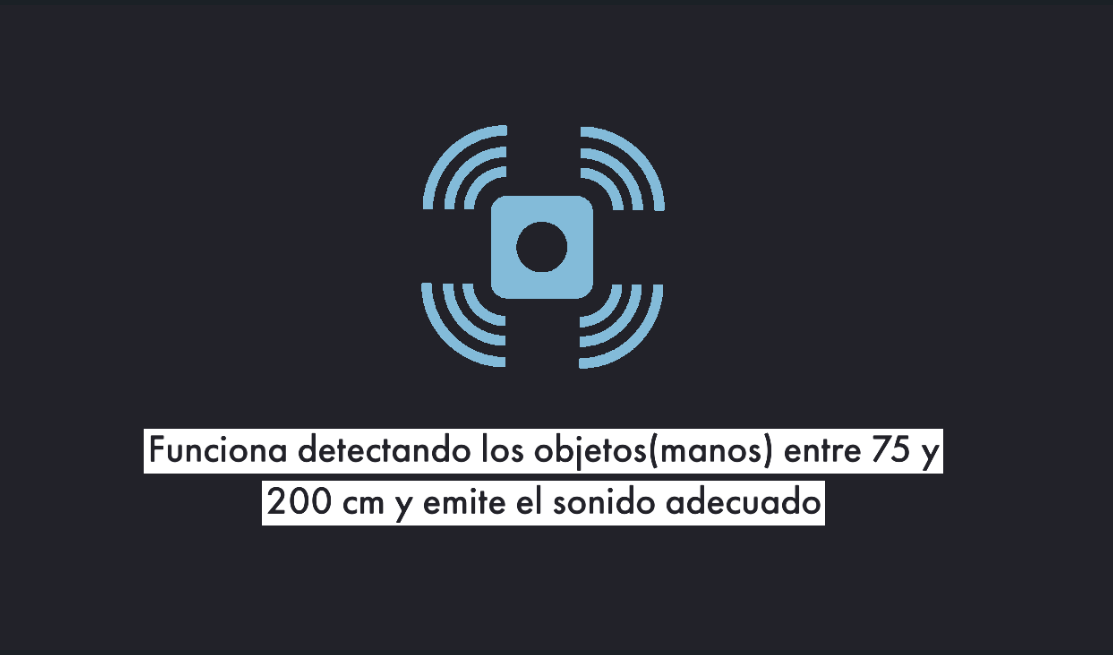 Funciona detectando los objetos(manos) entre 75 y
200 cm y emite el sonido adecuado